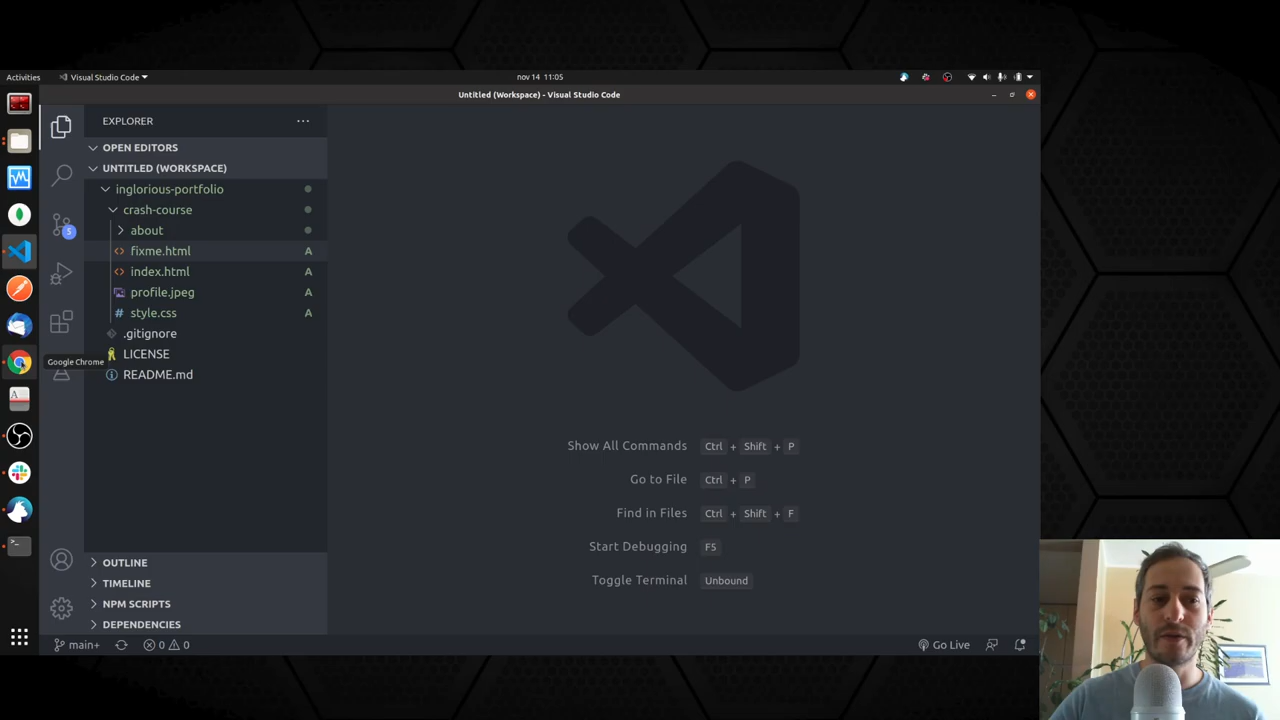 Activities
Visual Studio Code
nov 14 11:05
Untitled (Workspace) - Visual Studio Code
EXPLORER
OPEN EDITORS
UNTITLED (WORKSPACE)
inglorious-portfolio
crash-course
about
fixme.html A
index.html A
profile.jpeg A
style.css A
.gitignore
LICENSE
README.md
5
Google Chrome
Show All Commands Ctrl + Shift + P
Go to File Ctrl + P
Find in Files Ctrl + Shift + F
Start Debugging F5
Toggle Terminal Unbound
OUTLINE
TIMELINE
NPM SCRIPTS
DEPENDENCIES
main+ 0 0 Go Live